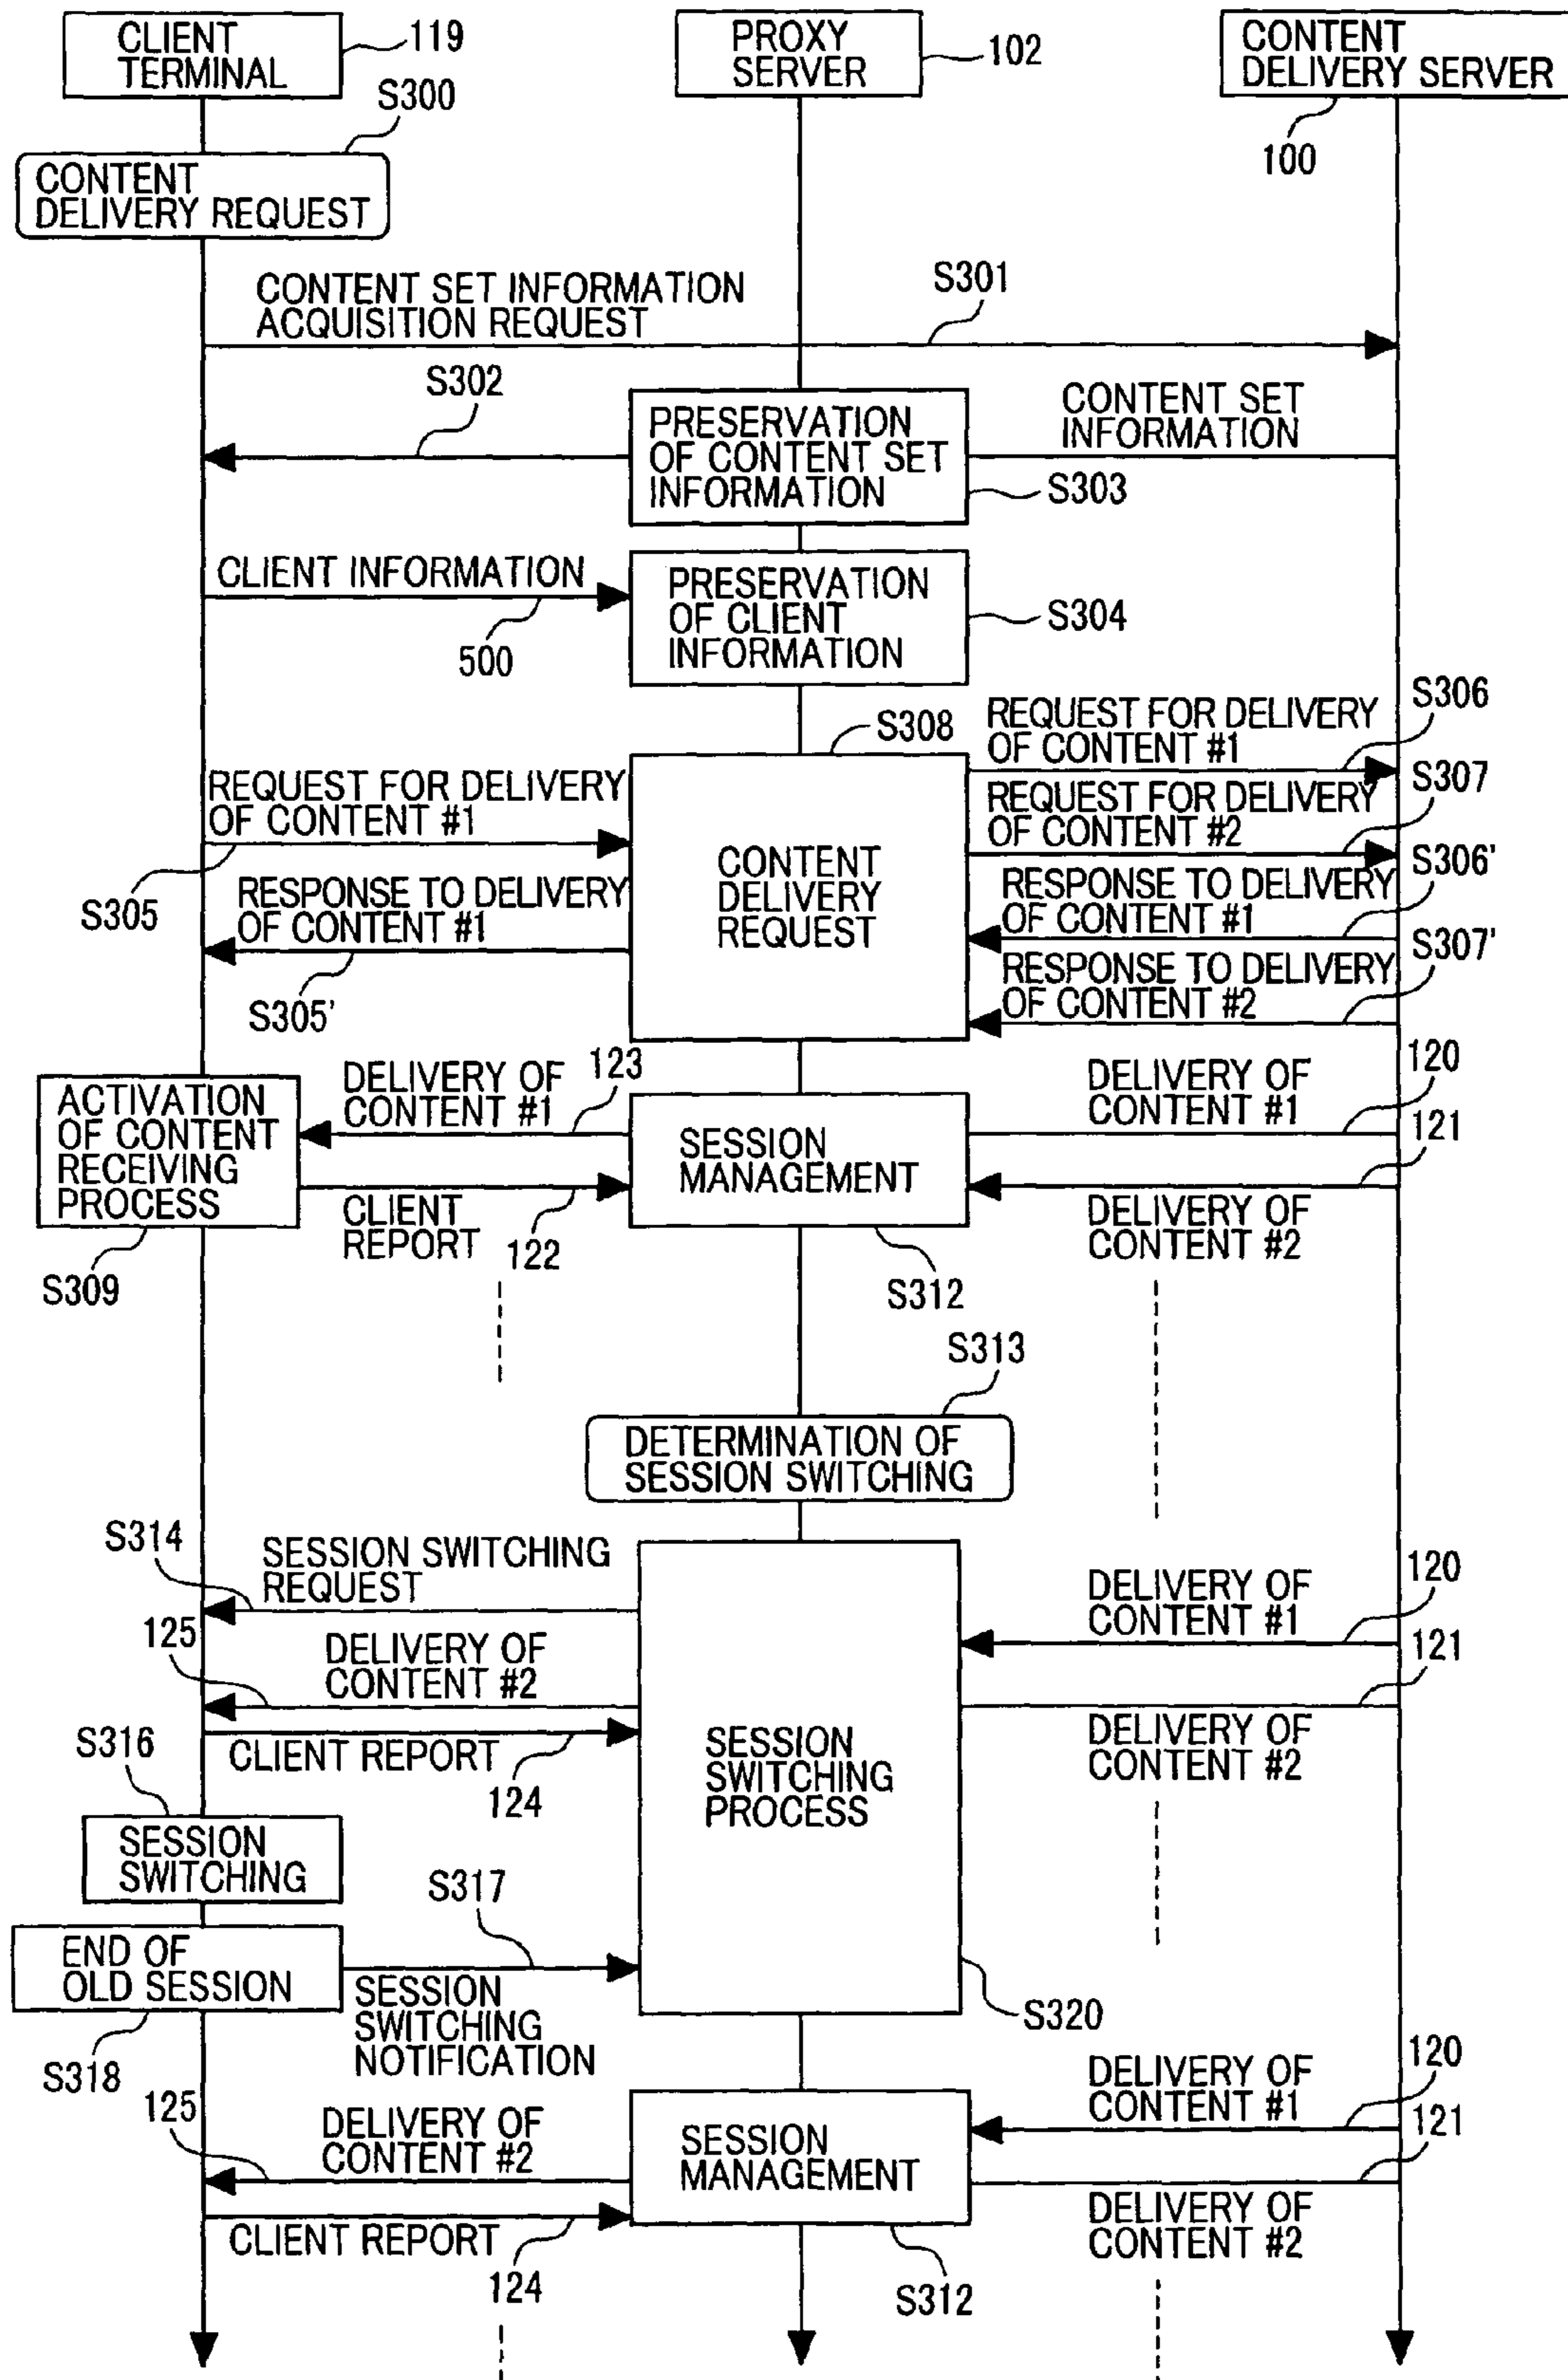 CLIENT
TERMINAL
119
PROXY
SERVER
102
CONTENT
DELIVERY SERVER
100
S300
CONTENT
DELIVERY REQUEST
CONTENT SET INFORMATION
ACQUISITION REQUEST
S301
S302
PRESERVATION
OF CONTENT SET
INFORMATION
CONTENT SET
INFORMATION
S303
CLIENT INFORMATION
500
PRESERVATION
OF CLIENT
INFORMATION
S304
S308
REQUEST FOR DELIVERY
OF CONTENT #1
S306
REQUEST FOR DELIVERY
OF CONTENT #1
S305
REQUEST FOR DELIVERY
OF CONTENT #2
S307
CONTENT
DELIVERY
REQUEST
RESPONSE TO DELIVERY
OF CONTENT #1
S305'
RESPONSE TO DELIVERY
OF CONTENT #1
S306'
RESPONSE TO DELIVERY
OF CONTENT #2
S307'
ACTIVATION
OF CONTENT
RECEIVING
PROCESS
S309
DELIVERY OF
CONTENT #1
123
CLIENT
REPORT
122
SESSION
MANAGEMENT
S312
DELIVERY OF
CONTENT #1
120
121
DELIVERY OF
CONTENT #2
S313
DETERMINATION OF
SESSION SWITCHING
S314
SESSION SWITCHING
REQUEST
125
DELIVERY OF
CONTENT #2
CLIENT REPORT
124
SESSION
SWITCHING
PROCESS
DELIVERY OF
CONTENT #1
120
121
DELIVERY OF
CONTENT #2
S316
SESSION
SWITCHING
S317
END OF
OLD SESSION
S318
SESSION
SWITCHING
NOTIFICATION
S320
125
DELIVERY OF
CONTENT #2
CLIENT REPORT
124
SESSION
MANAGEMENT
S312
DELIVERY OF
CONTENT #1
120
121
DELIVERY OF
CONTENT #2